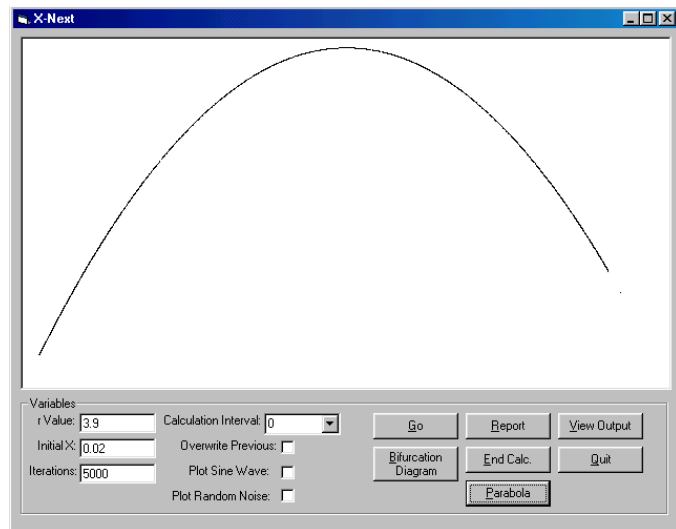 X-Next
Variables
r Value: 3.9 Calculation Interval: 0 Go Report View Output
Initial X: 0.02 Overwrite Previous: Bifurcation Diagram End Calc. Quit
Iterations: 5000 Plot Sine Wave:
Plot Random Noise: Parabola